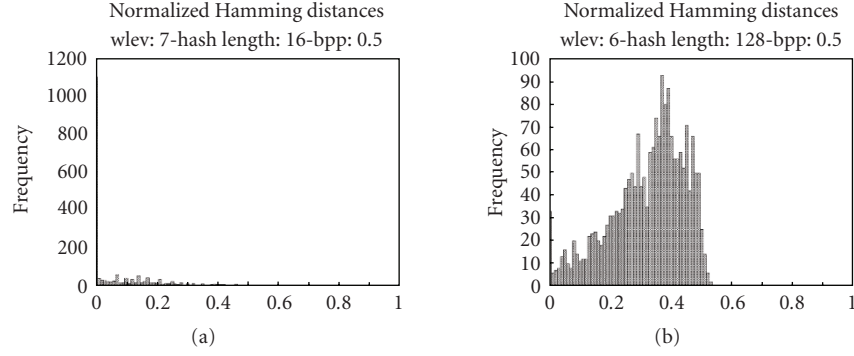 Normalized Hamming distances
wlev: 7-hash length: 16-bpp: 0.5
1200
1000
800
600
400
200
0
Frequency
0 0.2 0.4 0.6 0.8 1
(a)
Normalized Hamming distances
wlev: 6-hash length: 128-bpp: 0.5
100
90
80
70
60
50
40
30
20
10
0
Frequency
0 0.2 0.4 0.6 0.8 1
(b)